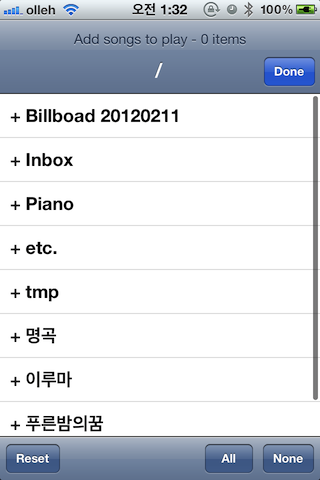 olleh 오전 1:32 100%
Add songs to play - 0 items
/
Done
+ Billboad 20120211
+ Inbox
+ Piano
+ etc.
+ tmp
+ 명곡
+ 이루마
+ 푸른밤의꿈
Reset All None